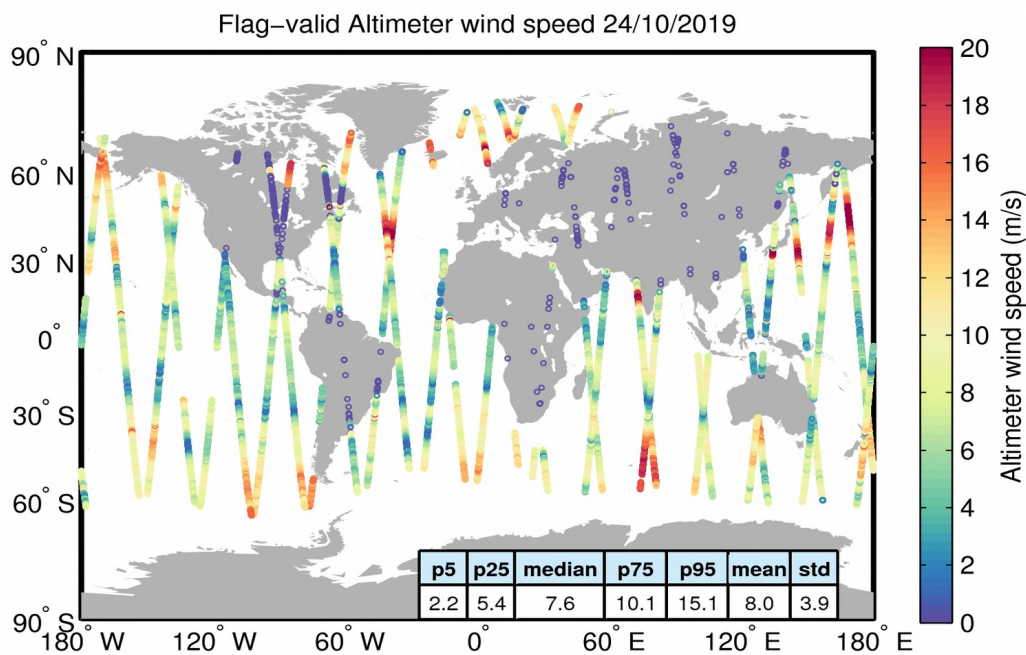 Flag-valid Altimeter wind speed 24/10/2019
90° N
60° N
30° N
0°
30° S
60° S
90° S
180° W
120° W
60° W
0°
60° E
120° E
180° E
p5 p25 median p75 p95 mean std
2.2 5.4 7.6 10.1 15.1 8.0 3.9
20
18
16
14
12
10
8
6
4
2
0
Altimeter wind speed (m/s)